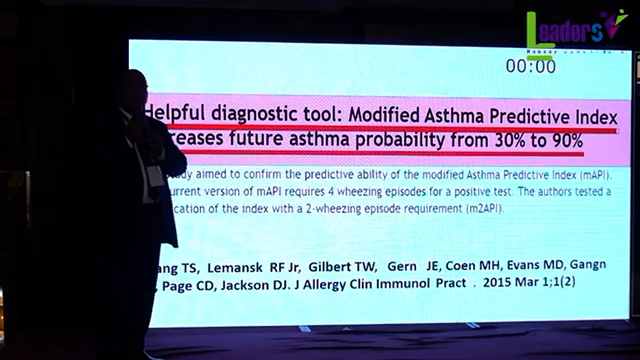 Leaders
00:00
Helpful diagnostic tool: Modified Asthma Predictive Index
reases future asthma probability from 30% to 90%
udy aimed to confirm the predictive ability of the modified Asthma Predictive Index (mAPI).
urrent version of mAPI requires 4 wheezing episodes for a positive test. The authors tested a
ication of the index with a 2-wheezing episode requirement (m2API).
ang TS, Lemansk RF Jr, Gilbert TW, Gern JE, Coen MH, Evans MD, Gangn
, Page CD, Jackson DJ. J Allergy Clin Immunol Pract . 2015 Mar 1;1(2)